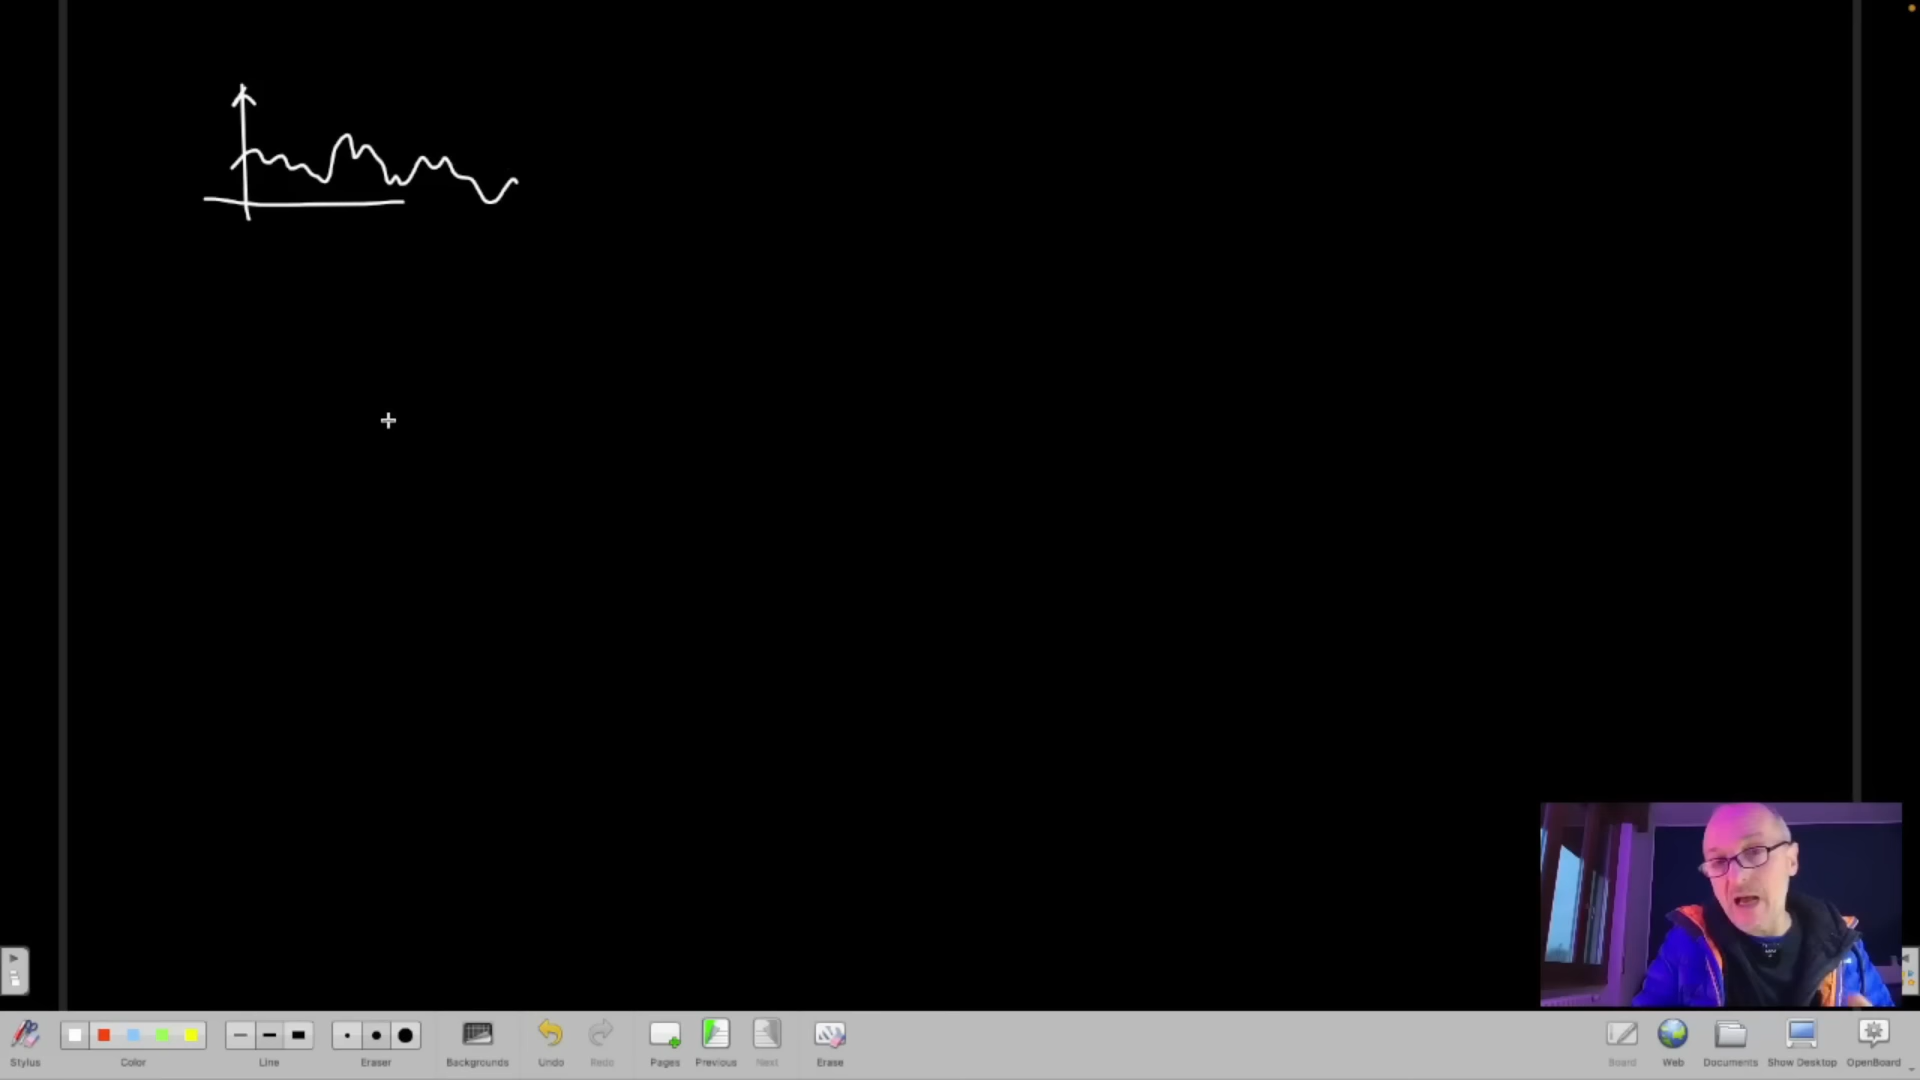 Stylus
Color
Line
Eraser
Backgrounds
Undo
Redo
Pages
Previous
Next
Erase
Board
Web
Documents
Show Desktop
OpenBoard